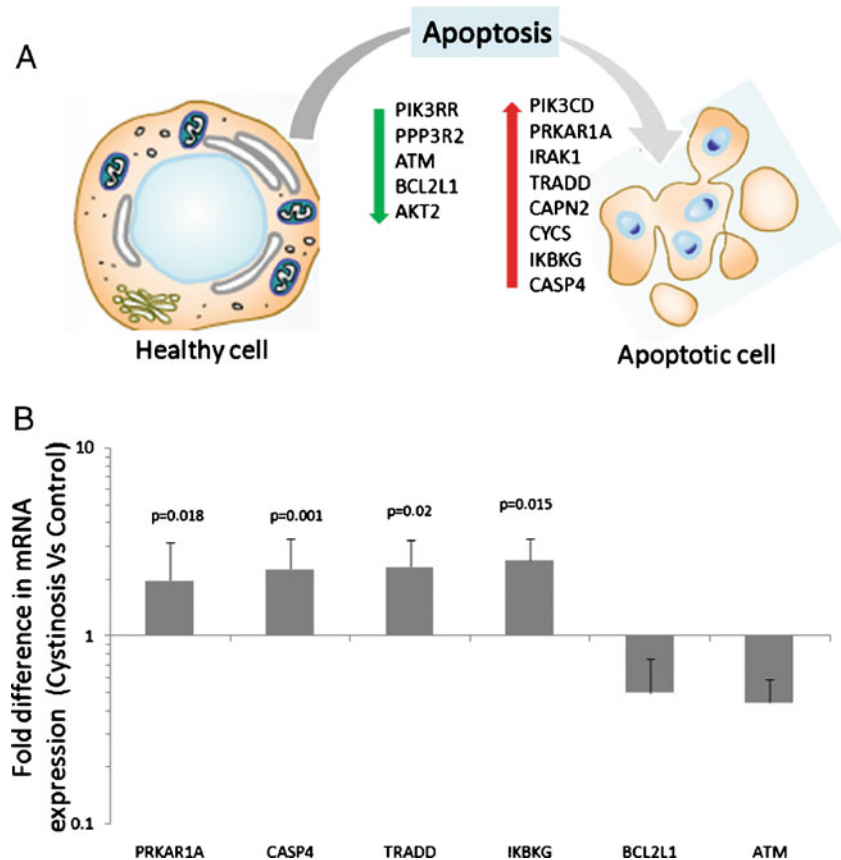 A
Apoptosis
PIK3RR
PPP3R2
ATM
BCL2L1
AKT2
PIK3CD
PRKAR1A
IRAK1
TRADD
CAPN2
CYCS
IKBKG
CASP4
Healthy cell
Apoptotic cell
B
Fold difference in mRNA
expression (Cystinosis Vs Control)
10
1
0.1
p=0.018
p=0.001
p=0.02
p=0.015
PRKAR1A
CASP4
TRADD
IKBKG
BCL2L1
ATM